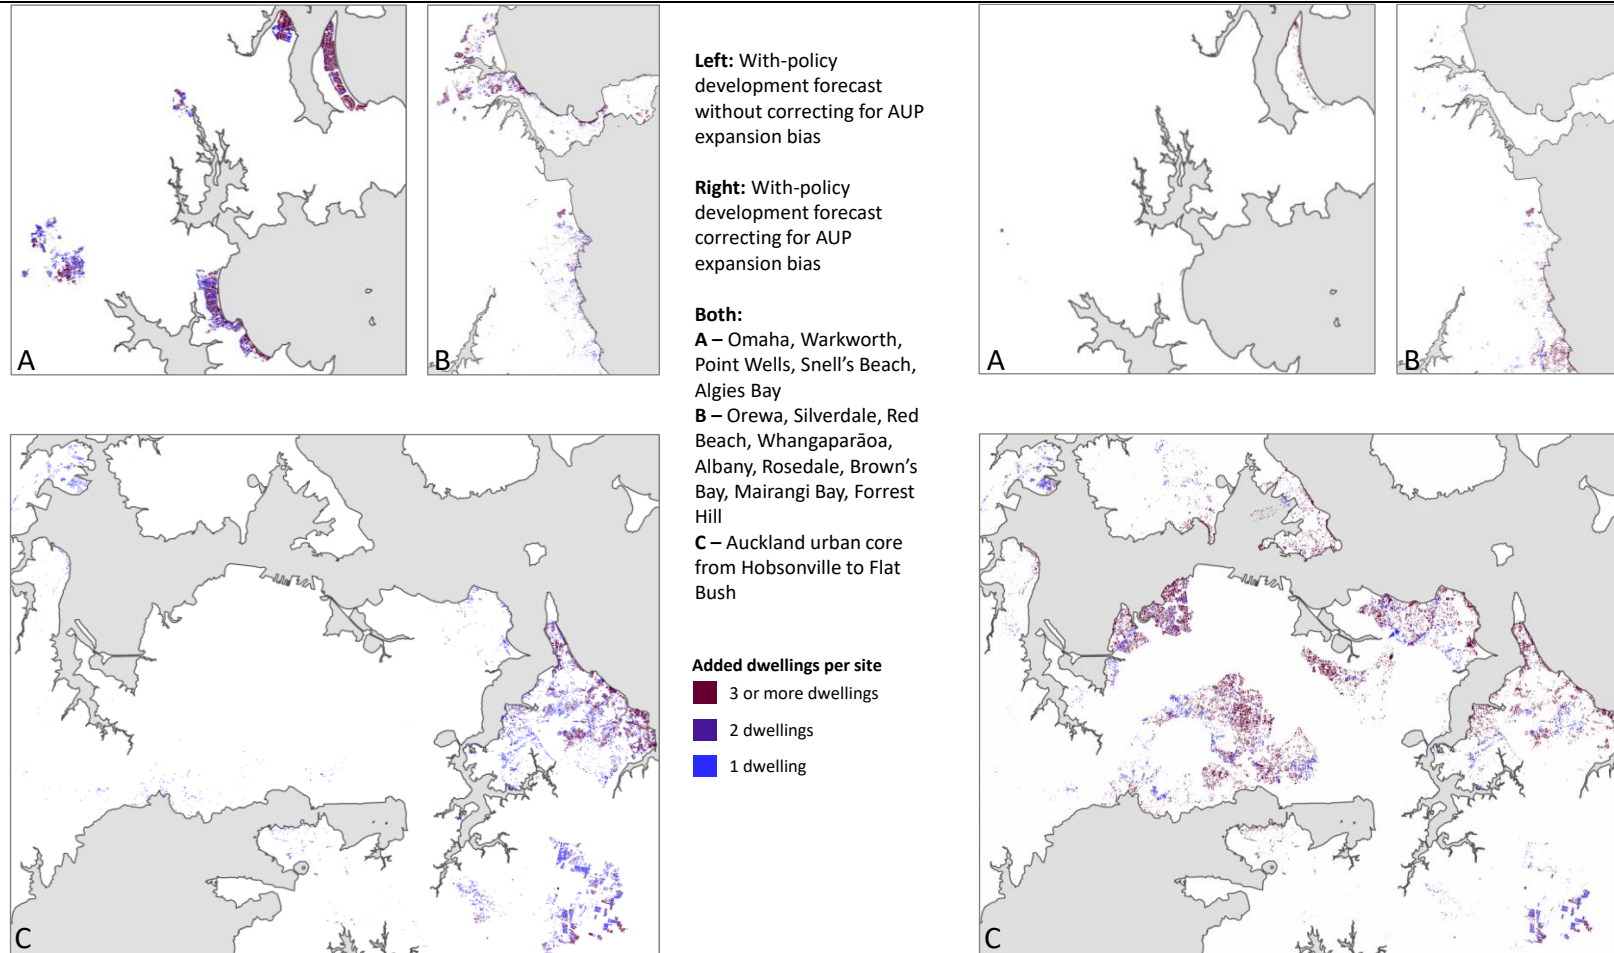 A
B
C
Left: With-policy
development forecast
without correcting for AUP
expansion bias
Right: With-policy
development forecast
correcting for AUP
expansion bias
Both:
A – Omaha, Warkworth,
Point Wells, Snell's Beach,
Algies Bay
B – Orewa, Silverdale, Red
Beach, Whangaparāoa,
Albany, Rosedale, Brown's
Bay, Mairangi Bay, Forrest
Hill
C – Auckland urban core
from Hobsonville to Flat
Bush
Added dwellings per site
3 or more dwellings
2 dwellings
1 dwelling
A
B
C